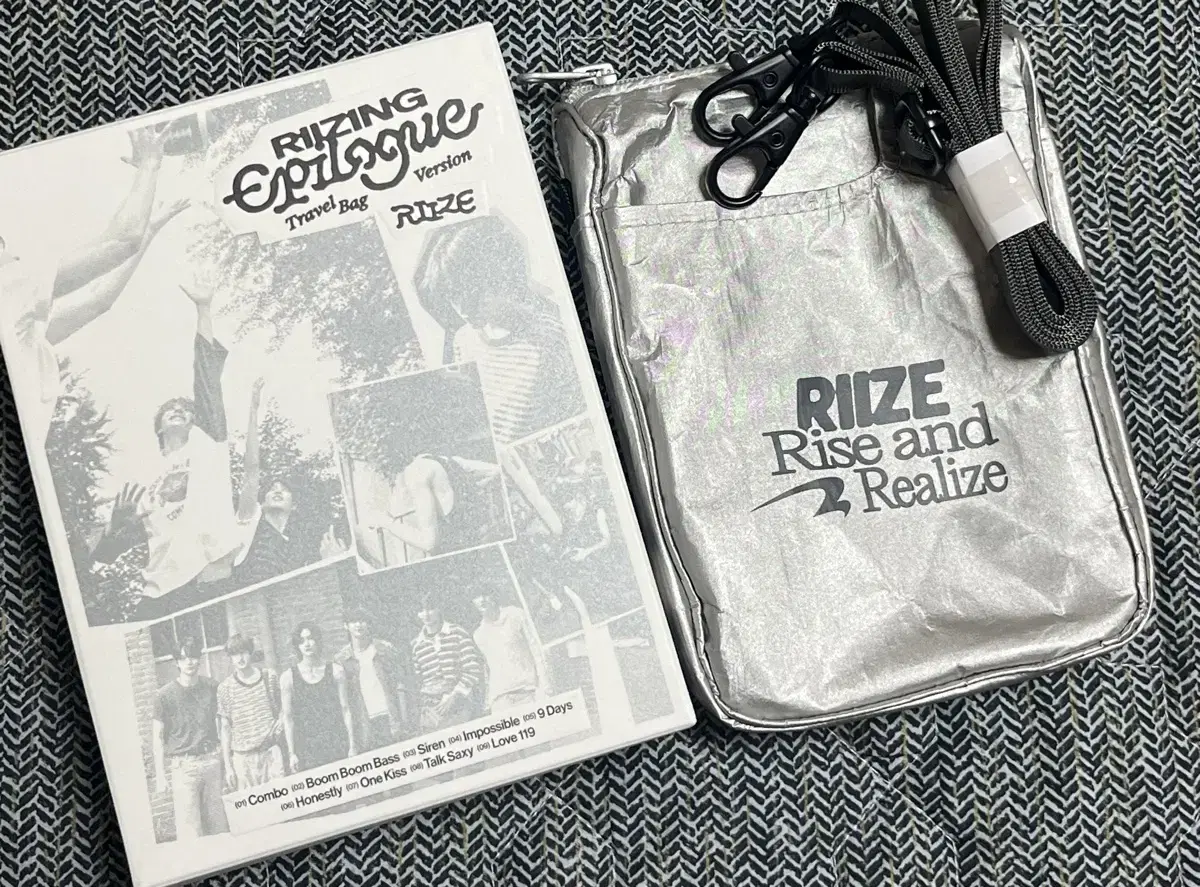 RIIZING
Epilogue
Travel Bag Version
RIIZE
(01) Combo (02) Boom Boom Bass (03) Siren (04) Impossible (05) 9 Days
(06) Honestly (07) One Kiss (08) Talk Saxy (09) Love 119
RIIZE
Rise and
Realize